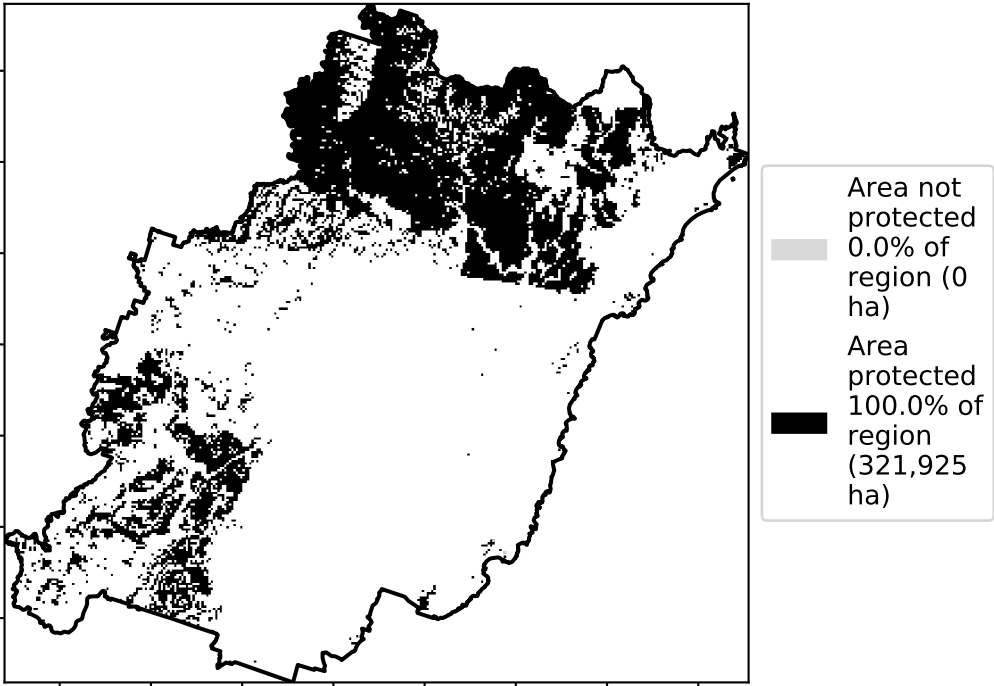 Area not
protected
0.0% of
region (0
ha)
Area
protected
100.0% of
region
(321,925
ha)